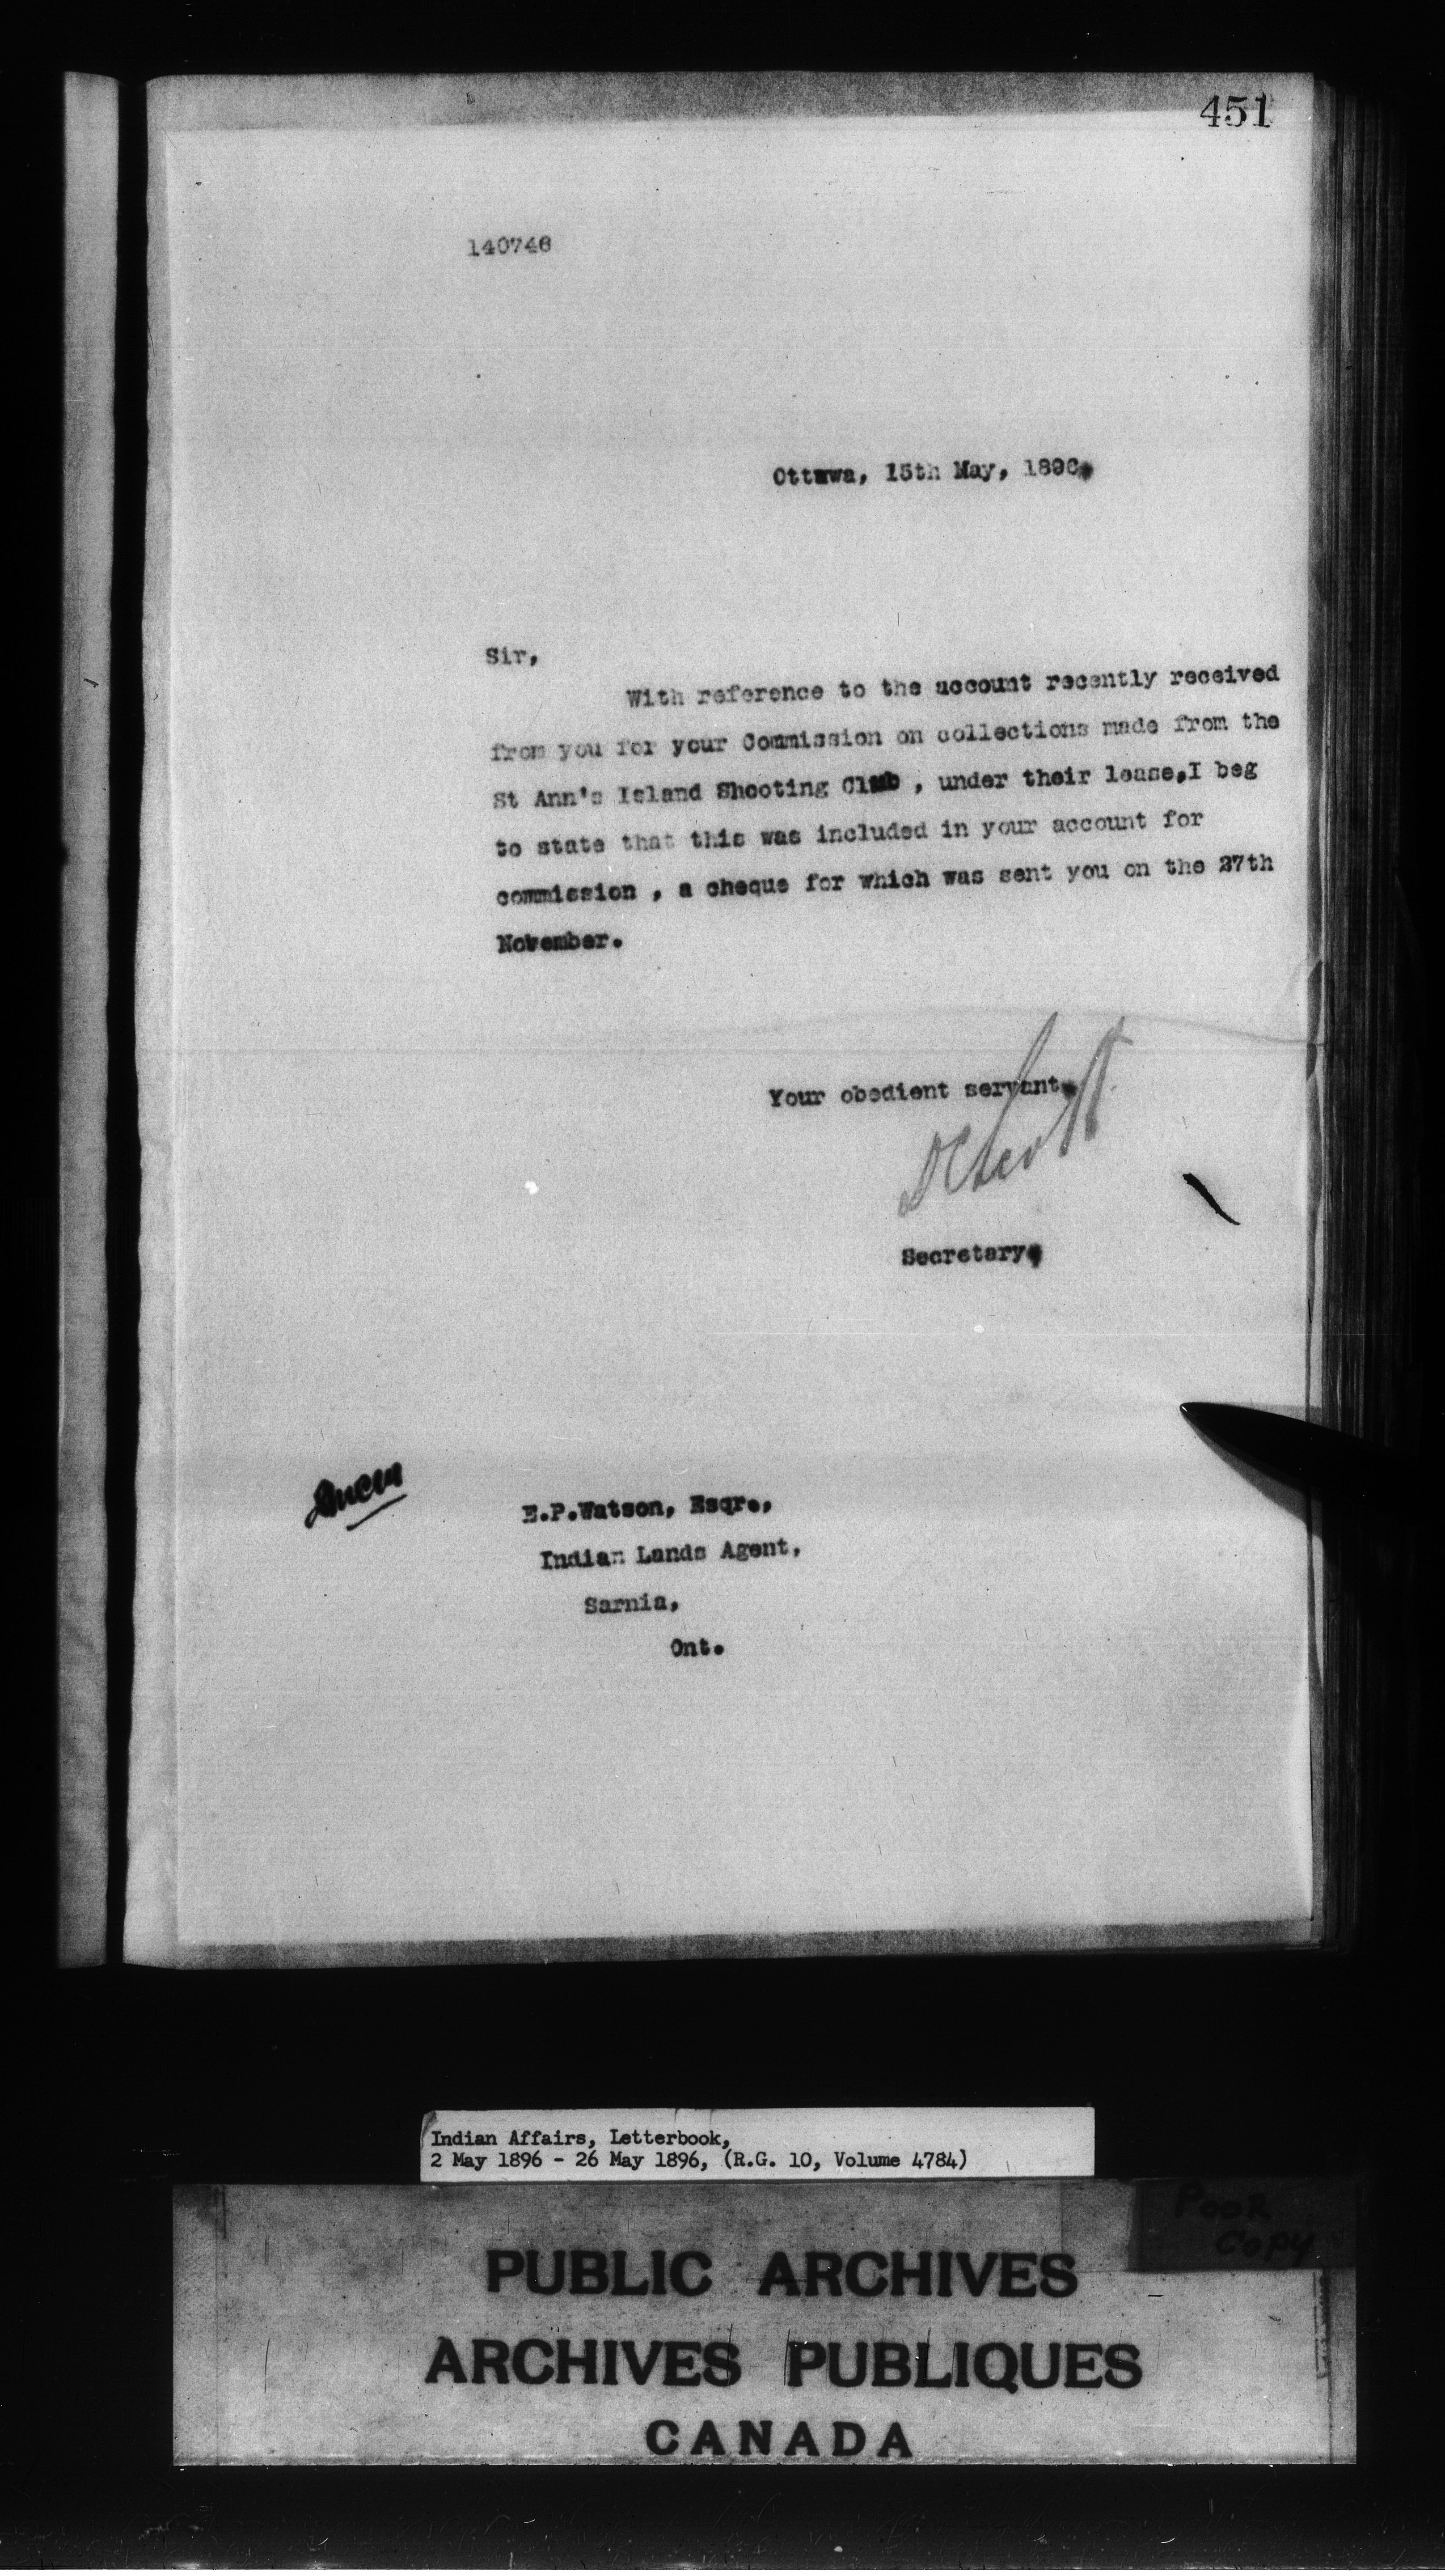 451
140746
Ottawa, 15th May, 1896.
Sir,
With reference to the account recently received
from you for your Commission on collections made from the
St Ann's Island Shooting Club , under their lease,I beg
to state that this was included in your account for
commission , a cheque for which was sent you on the 27th
November.
Your obedient servant,
DCScott
Secretary.
E.P.Watson, Esqre.,
Indian Lands Agent,
Sarnia,
Ont.
Indian Affairs, Letterbook,
2 May 1896 - 26 May 1896, (R.G. 10, Volume 4784)
POOR
COPY
PUBLIC ARCHIVES
ARCHIVES PUBLIQUES
CANADA